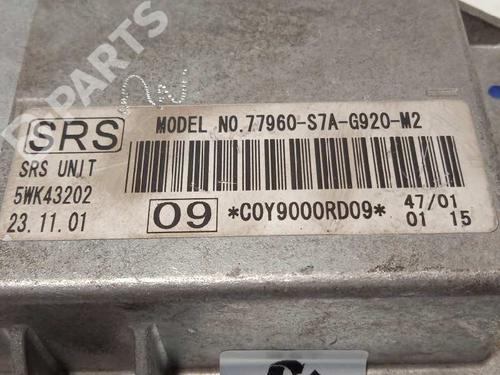 B PARTS
SRS
MODEL NO.77960-S7A-G920-M2
SRS UNIT
5WK43202
23.11.01
09
*COY9000RD09*
47/01
01 15